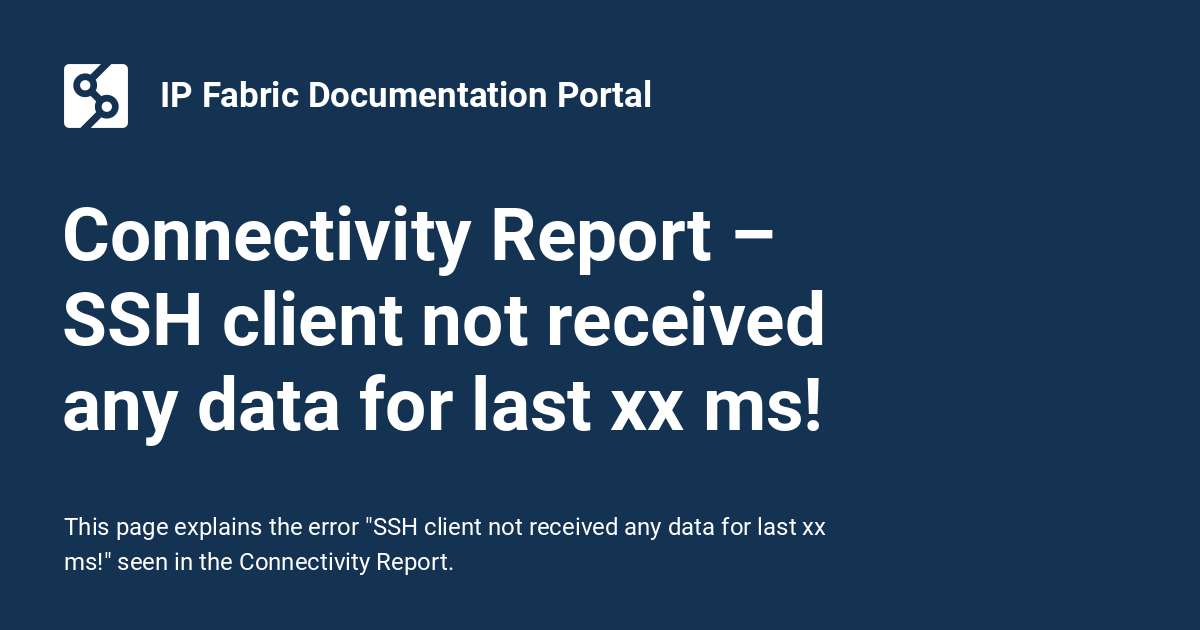 IP Fabric Documentation Portal
Connectivity Report –
SSH client not received
any data for last xx ms!
This page explains the error "SSH client not received any data for last xx
ms!" seen in the Connectivity Report.